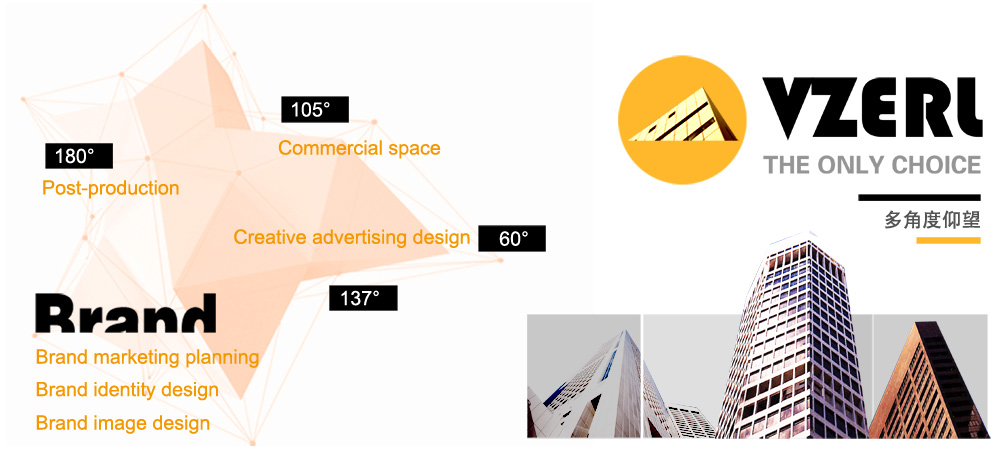 105°
Commercial space
180°
Post-production
Creative advertising design
60°
137°
Brand
Brand marketing planning
Brand identity design
Brand image design
VZERL
THE ONLY CHOICE
多角度仰望